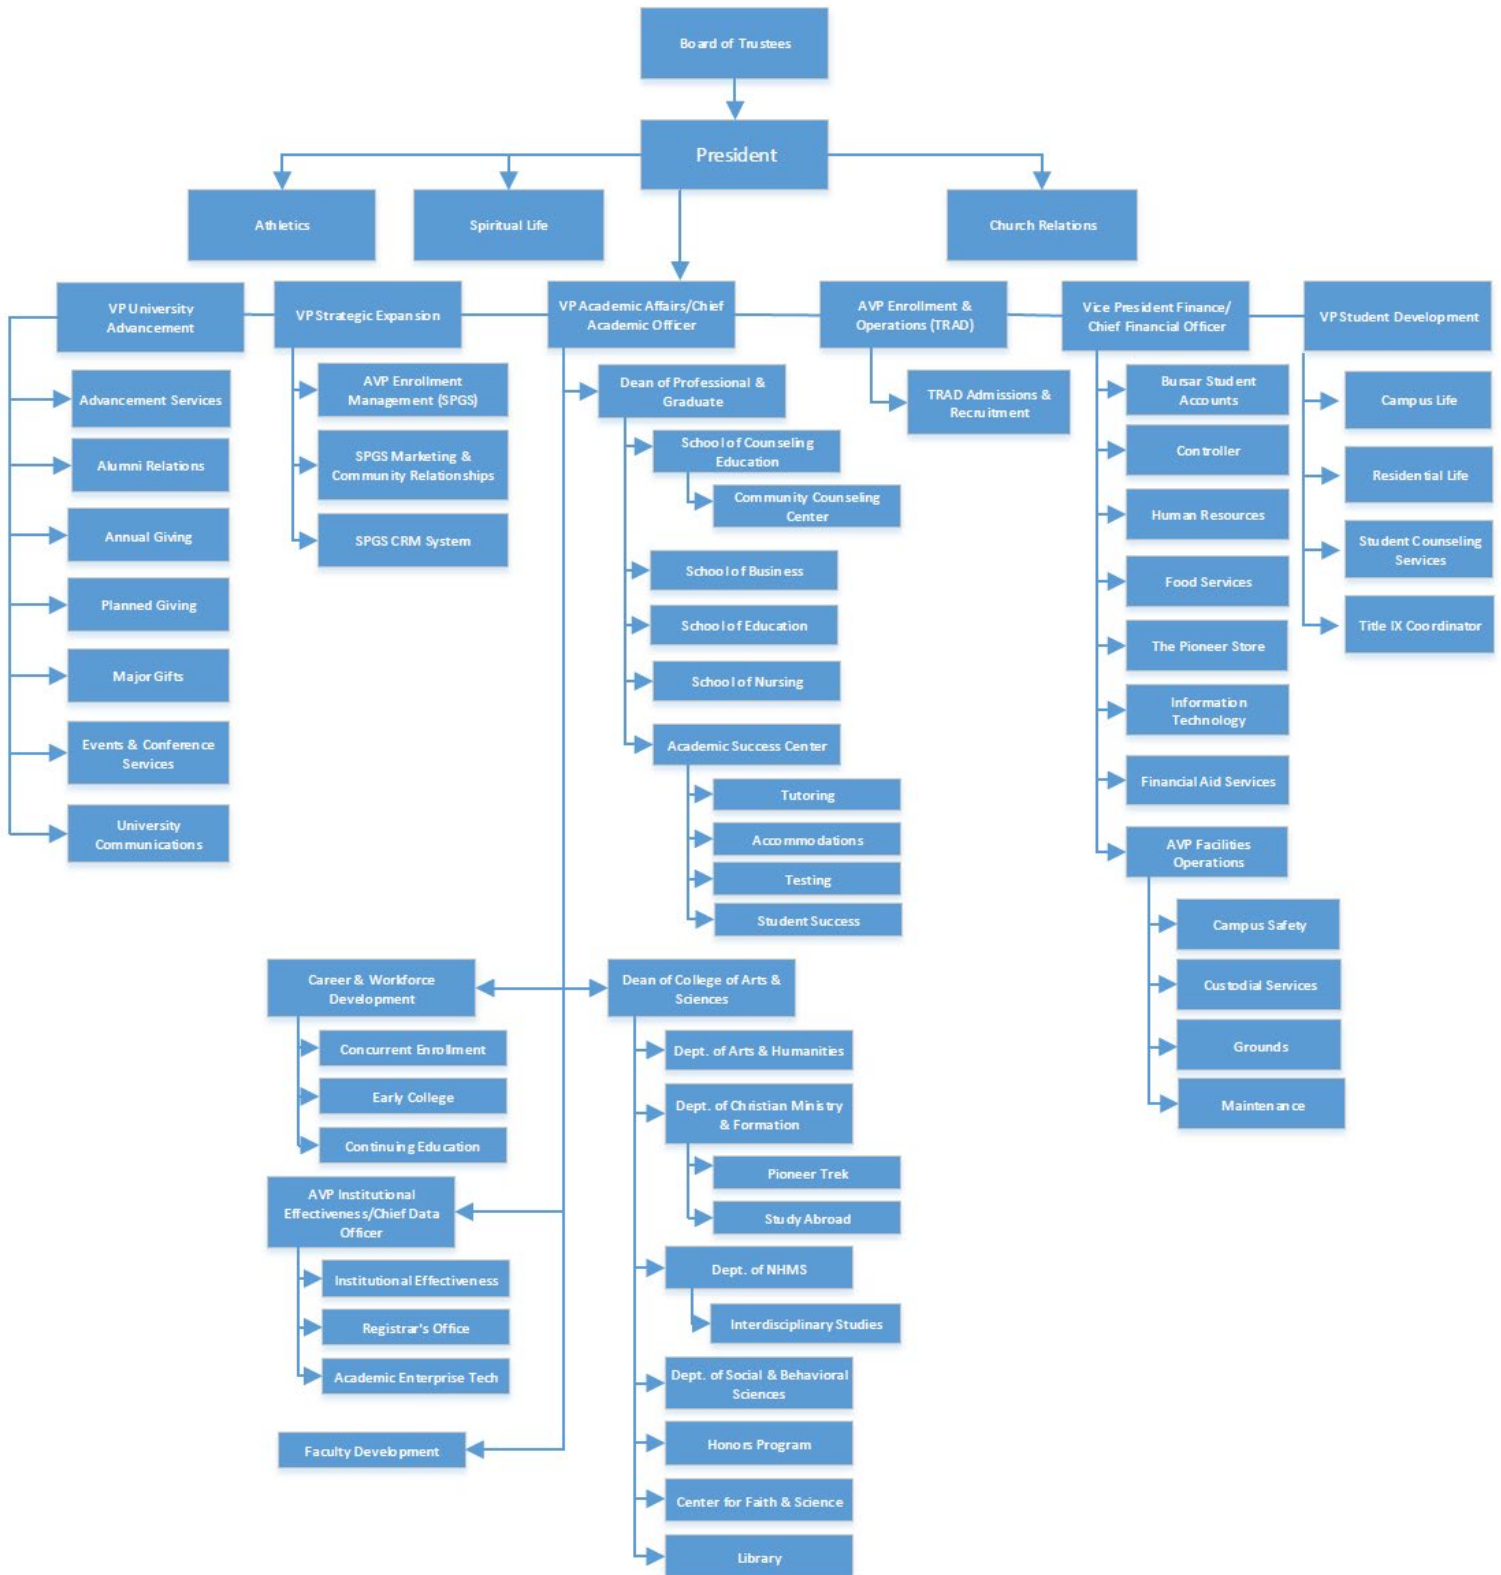 Board of Trustees
President
Athletics
Spiritual Life
Church Relations
VP University
Advancement
VP Strategic Expansion
VP Academic Affairs/Chief
Academic Officer
AVP Enrollment &
Operations (TRAD)
Vice President Finance/
Chief Financial Officer
VP Student Development
Advancement Services
Alumni Relations
Annual Giving
Planned Giving
Major Gifts
Events & Conference
Services
University
Communications
AVP Enrollment
Management (SPGS)
SPGS Marketing &
Community Relationships
SPGS CRM System
Dean of Professional &
Graduate
School of Counseling
Education
Community Counseling
Center
School of Business
School of Education
School of Nursing
Academic Success Center
Tutoring
Accommodations
Testing
Student Success
Career & Workforce
Development
Concurrent Enrollment
Early College
Continuing Education
AVP Institutional
Effectiveness/Chief Data
Officer
Institutional Effectiveness
Registrar's Office
Academic Enterprise Tech
Faculty Development
Dean of College of Arts &
Sciences
Dept. of Arts & Humanities
Dept. of Christian Ministry
& Formation
Pioneer Trek
Study Abroad
Dept. of NHMS
Interdisciplinary Studies
Dept. of Social & Behavioral
Sciences
Honors Program
Center for Faith & Science
Library
TRAD Admissions &
Recruitment
Bursar Student
Accounts
Controller
Human Resources
Food Services
The Pioneer Store
Information
Technology
Financial Aid Services
AVP Facilities
Operations
Campus Safety
Custodial Services
Grounds
Maintenance
Campus Life
Residential Life
Student Counseling
Services
Title IX Coordinator